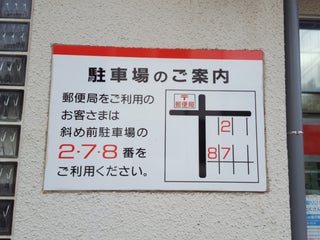 駐車場のご案内
郵便局をご利用の
お客さまは
斜め前駐車場の
2・7・8 番を
ご利用ください。
〒
郵便局
2
8 7